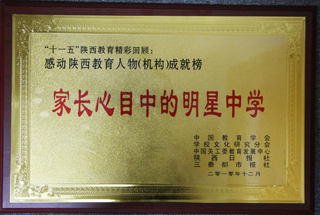 “十一五”陕西教育精彩回顾：
感动陕西教育人物(机构)成就榜
家长心目中的明星中学
中国教育学会
学校文化研究分会
中国关工委教育发展中心
陕西日报社
三秦都市报社
二〇一〇年十二月